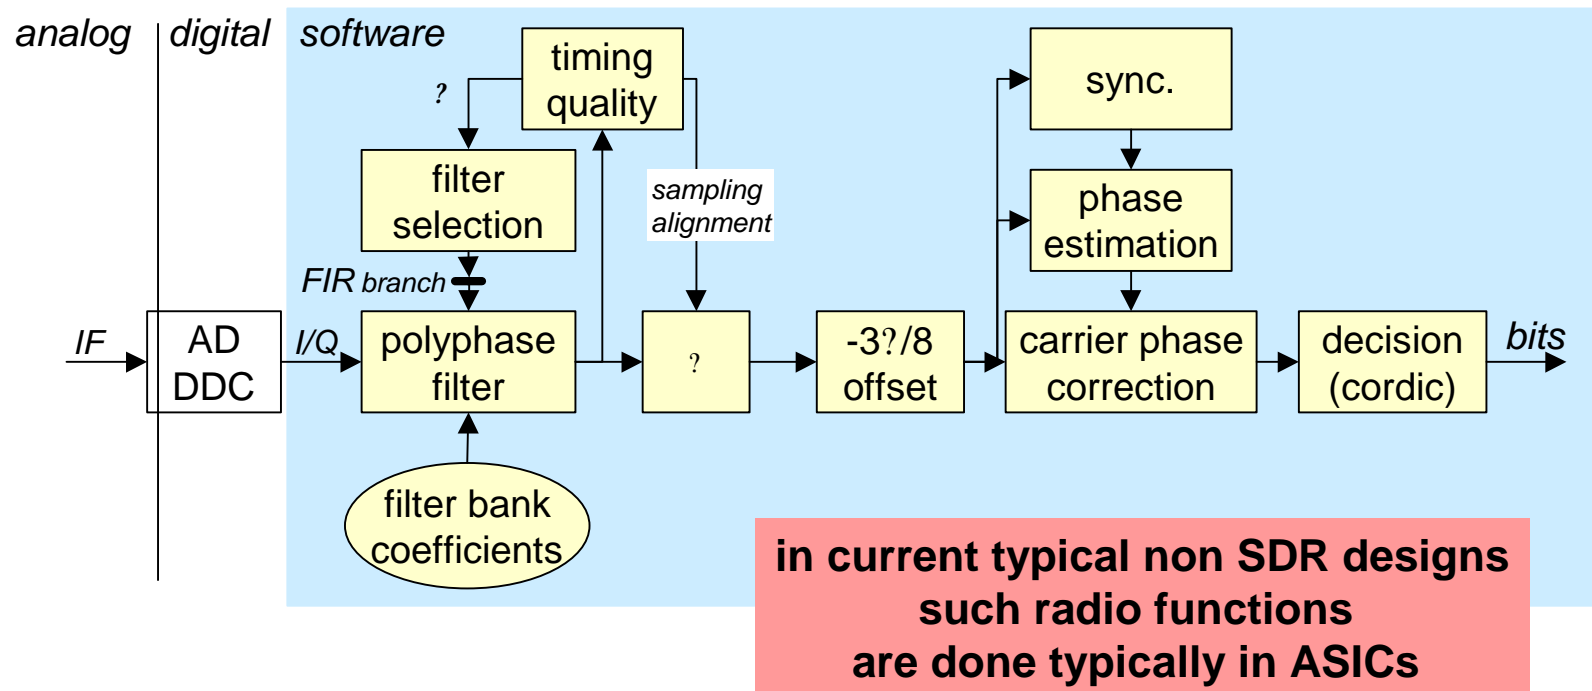 analog
digital
software
timing
quality
?
sync.
filter
selection
sampling
alignment
phase
estimation
FIR branch
IF
AD
DDC
I/Q
polyphase
filter
?
-3?/8
offset
carrier phase
correction
decision
(cordic)
bits
filter bank
coefficients
in current typical non SDR designs
such radio functions
are done typically in ASICs